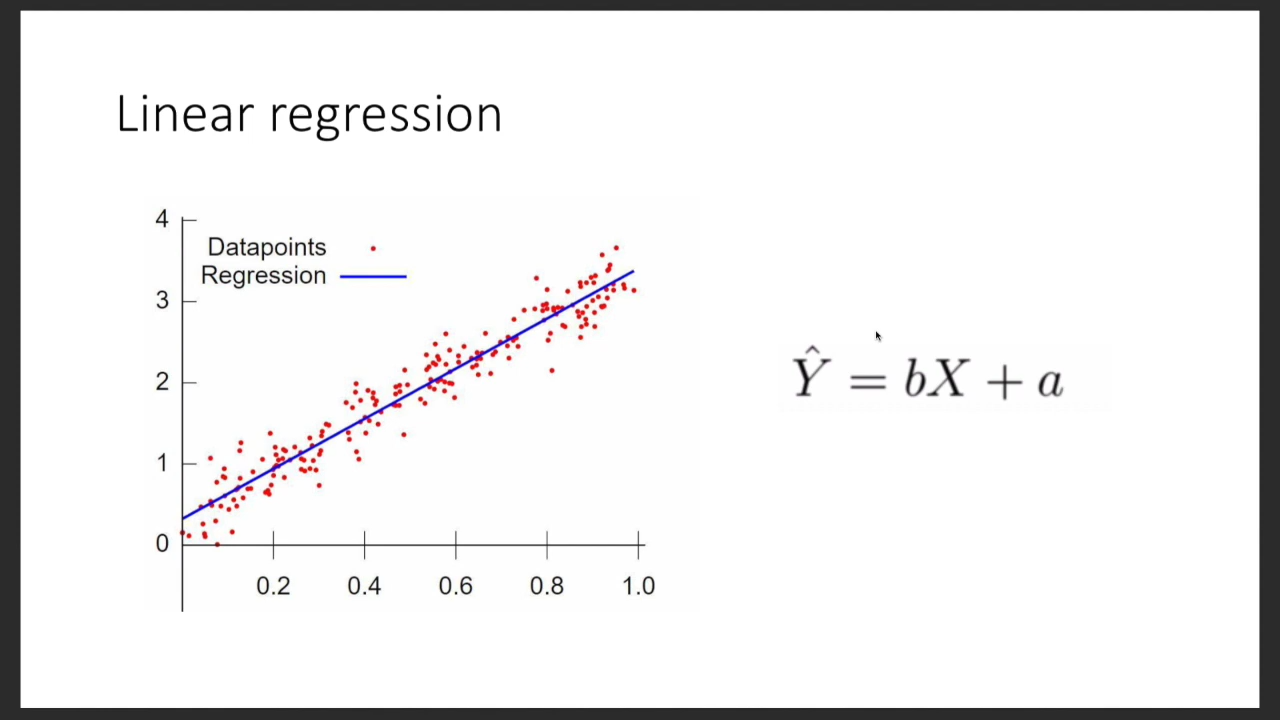 Linear regression
4
Datapoints
Regression
3
2
1
0
0.2 0.4 0.6 0.8 1.0
Ŷ = bX + a